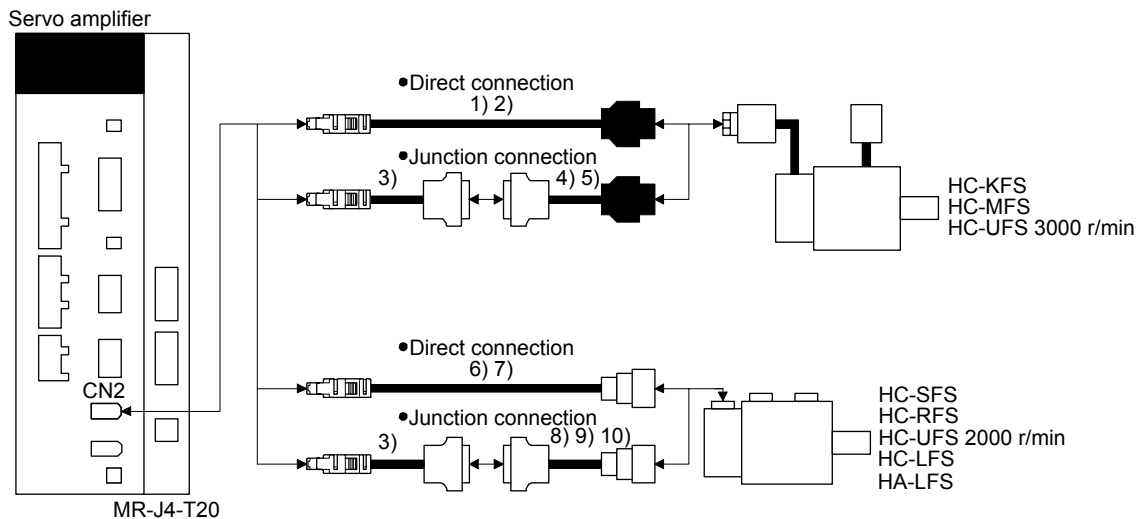 Servo amplifier
●Direct connection
1) 2)
●Junction connection
3)
4) 5)
HC-KFS
HC-MFS
HC-UFS 3000 r/min
●Direct connection
6) 7)
CN2
●Junction connection
3)
8) 9) 10)
HC-SFS
HC-RFS
HC-UFS 2000 r/min
HC-LFS
HA-LFS
MR-J4-T20